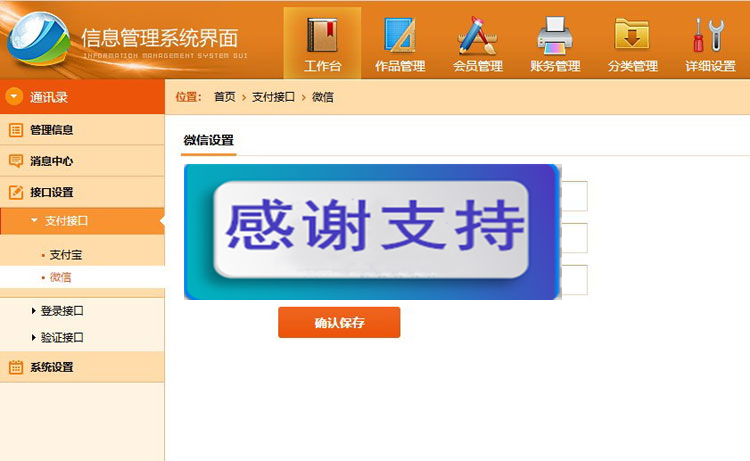 信息管理系统界面
INFORMATION MANAGEMENT SYSTEM GUI
工作台
作品管理
会员管理
账务管理
分类管理
详细设置
通讯录
位置： 首页 > 支付接口 > 微信
管理信息
消息中心
接口设置
支付接口
支付宝
微信
登录接口
验证接口
系统设置
微信设置
感谢支持
确认保存